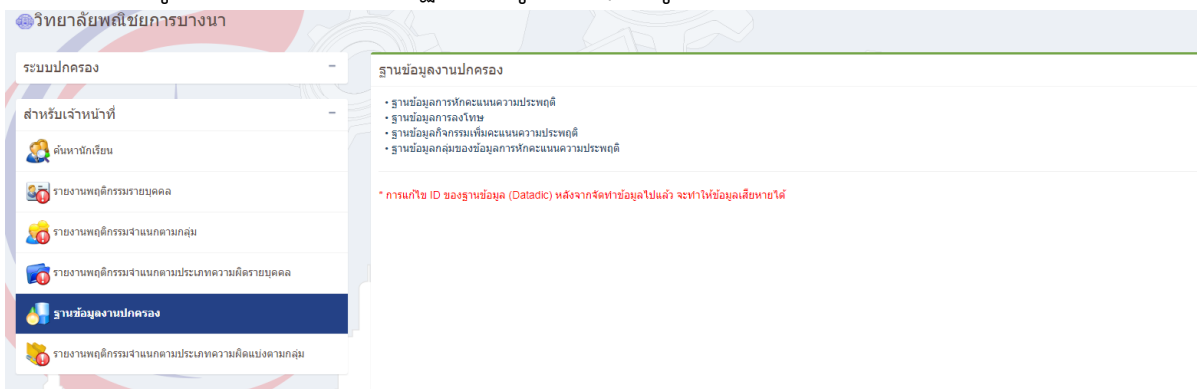 วิทยาลัยพณิชยการบางนา
ระบบปกครอง -
สำหรับเจ้าหน้าที่ -
ค้นหานักเรียน
รายงานพฤติกรรมรายบุคคล
รายงานพฤติกรรมจำแนกตามกลุ่ม
รายงานพฤติกรรมจำแนกตามประเภทความผิดรายบุคคล
ฐานข้อมูลงานปกครอง
รายงานพฤติกรรมจำแนกตามประเภทความผิดแบ่งตามกลุ่ม
ฐานข้อมูลงานปกครอง
• ฐานข้อมูลการหักคะแนนความประพฤติ
• ฐานข้อมูลการลงโทษ
• ฐานข้อมูลกิจกรรมเพิ่มคะแนนความประพฤติ
• ฐานข้อมูลกลุ่มของข้อมูลการหักคะแนนความประพฤติ
* การแก้ไข ID ของฐานข้อมูล (Datadic) หลังจากจัดทำข้อมูลไปแล้ว จะทำให้ข้อมูลเสียหายได้